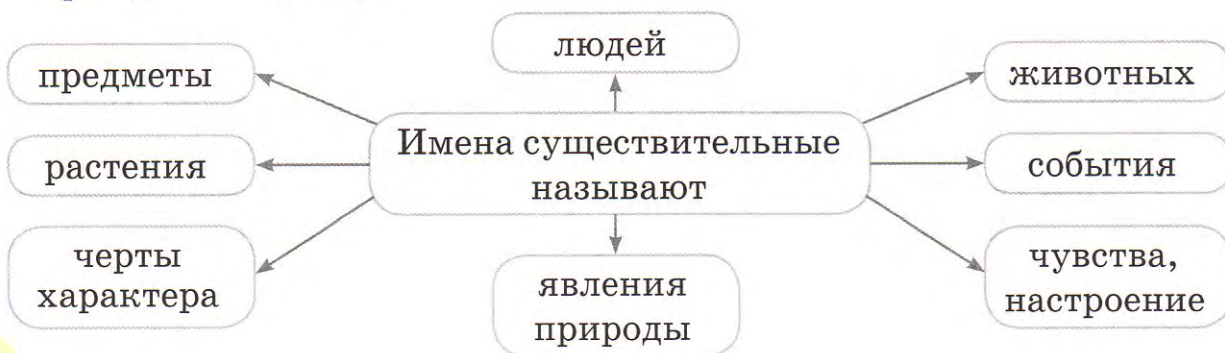 людей
предметы
животных
Имена существительные
называют
растения
события
черты
характера
явления
природы
чувства,
настроение